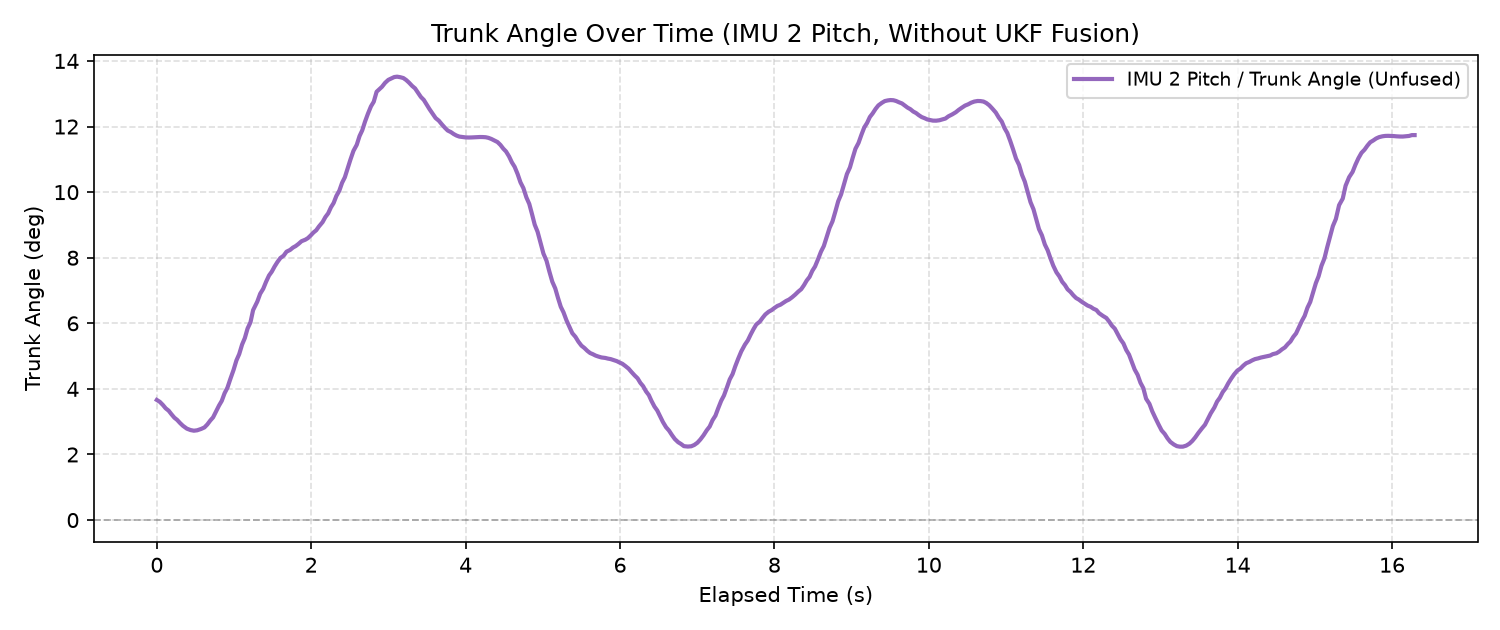 Trunk Angle Over Time (IMU 2 Pitch, Without UKF Fusion)
IMU 2 Pitch / Trunk Angle (Unfused)
Trunk Angle (deg)
14
12
10
8
6
4
2
0
0 2 4 6 8 10 12 14 16
Elapsed Time (s)